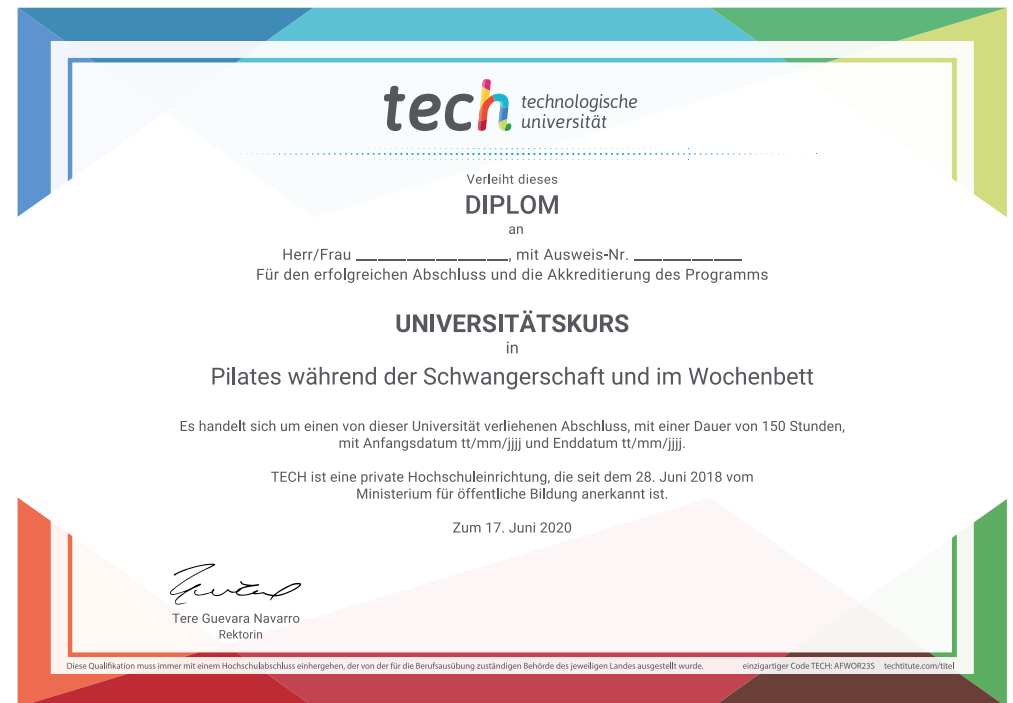 tech technologische
universität
Verleiht dieses
DIPLOM
an
Herr/Frau ____________, mit Ausweis-Nr. ________
Für den erfolgreichen Abschluss und die Akkreditierung des Programms
UNIVERSITÄTSKURS
in
Pilates während der Schwangerschaft und im Wochenbett
Es handelt sich um einen von dieser Universität verliehenen Abschluss, mit einer Dauer von 150 Stunden,
mit Anfangsdatum tt/mm/jjjj und Enddatum tt/mm/jjjj.
TECH ist eine private Hochschuleinrichtung, die seit dem 28. Juni 2018 vom
Ministerium für öffentliche Bildung anerkannt ist.
Zum 17. Juni 2020
Tere Guevara Navarro
Rektorin
Diese Qualifikation muss immer mit einem Hochschulabschluss einhergehen, der von der für die Berufsausübung zuständigen Behörde des jeweiligen Landes ausgestellt wurde. einzigartiger Code TECH: AFWOR23S techtitute.com/titel